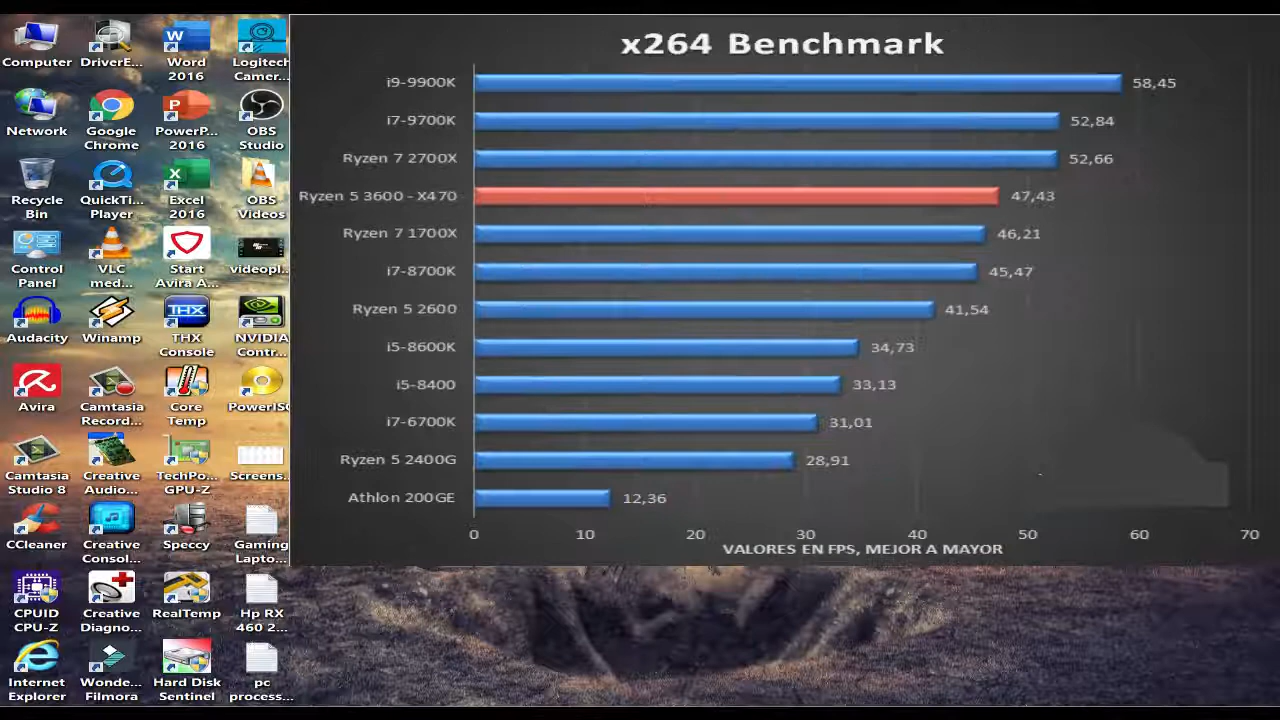 Computer
DriverE...
Word
2016
Logitech
Camer...
Network
Google
Chrome
PowerP...
2016
OBS
Studio
Recycle
Bin
QuickTi...
Player
Excel
2016
OBS
Videos
Control
Panel
VLC
med...
Start
Avira A...
videopl...
Audacity
Winamp
THX
Console
NVIDIA
Contr...
Avira
Camtasia
Record...
Core
Temp
PowerISO
Camtasia
Studio 8
Creative
Audio...
TechPo...
GPU-Z
Screens...
CCleaner
Creative
Consol...
Speccy
Gaming
Lapto...
CPUID
CPU-Z
Creative
Diagno...
RealTemp
Hp RX
460 2...
Internet
Explorer
Wonde...
Filmora
Hard Disk
Sentinel
pc
process...
x264 Benchmark
i9-9900K 58,45
i7-9700K 52,84
Ryzen 7 2700X 52,66
Ryzen 5 3600 - X470 47,43
Ryzen 7 1700X 46,21
i7-8700K 45,47
Ryzen 5 2600 41,54
i5-8600K 34,73
i5-8400 33,13
i7-6700K 31,01
Ryzen 5 2400G 28,91
Athlon 200GE 12,36
0 10 20 30 40 50 60 70
VALORES EN FPS, MEJOR A MAYOR